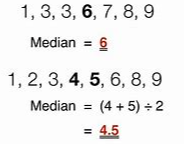 1, 3, 3, 6, 7, 8, 9
Median = 6
1, 2, 3, 4, 5, 6, 8, 9
Median = (4 + 5) ÷ 2
= 4.5